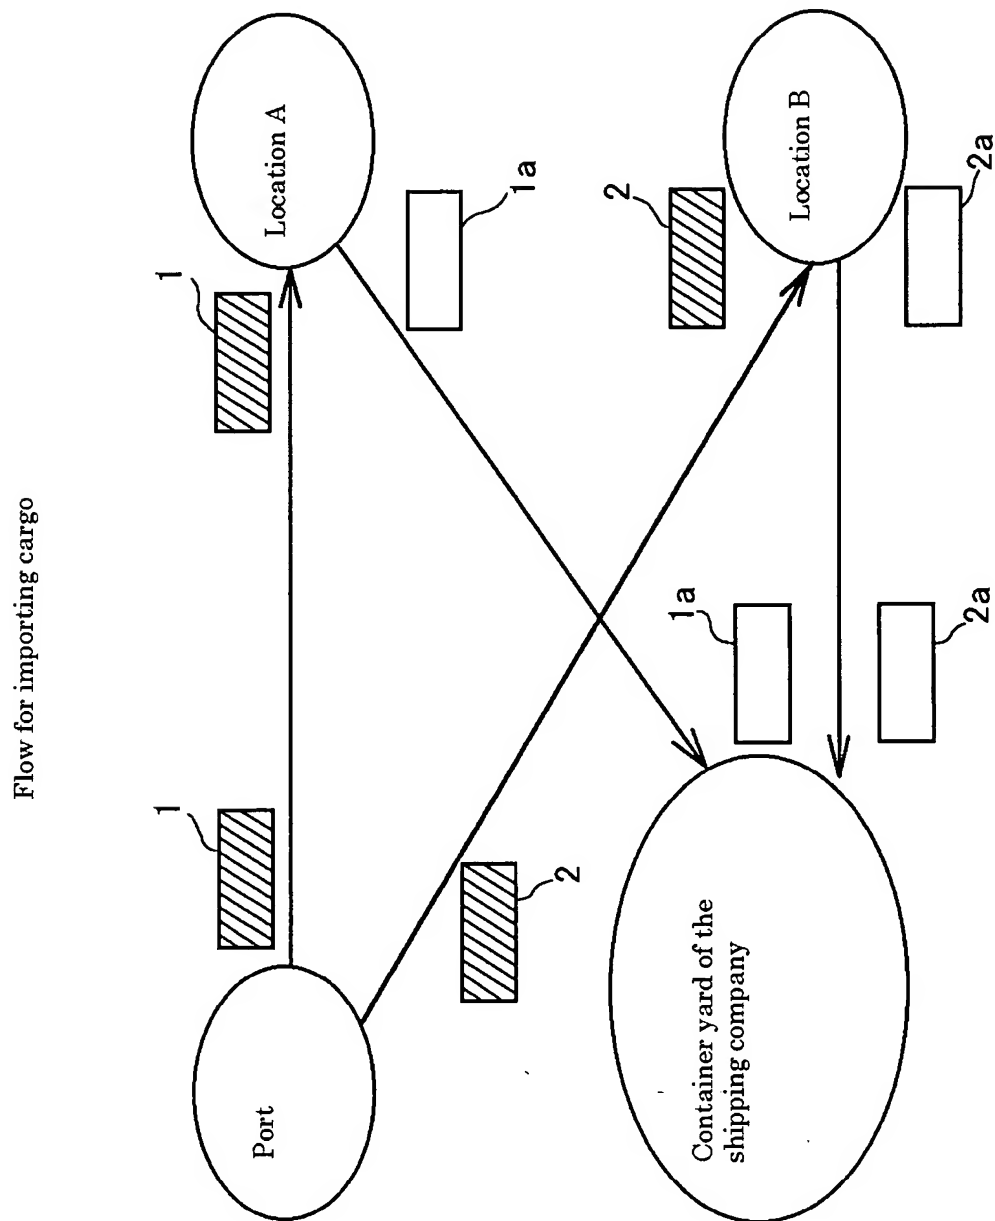 Flow for importing cargo
1
1
Port
Location A
1a
2
2
1a
Container yard of the
shipping company
Location B
2a
2a